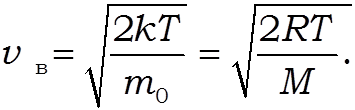 υ в = √(2kT/m₀) = √(2RT/M).